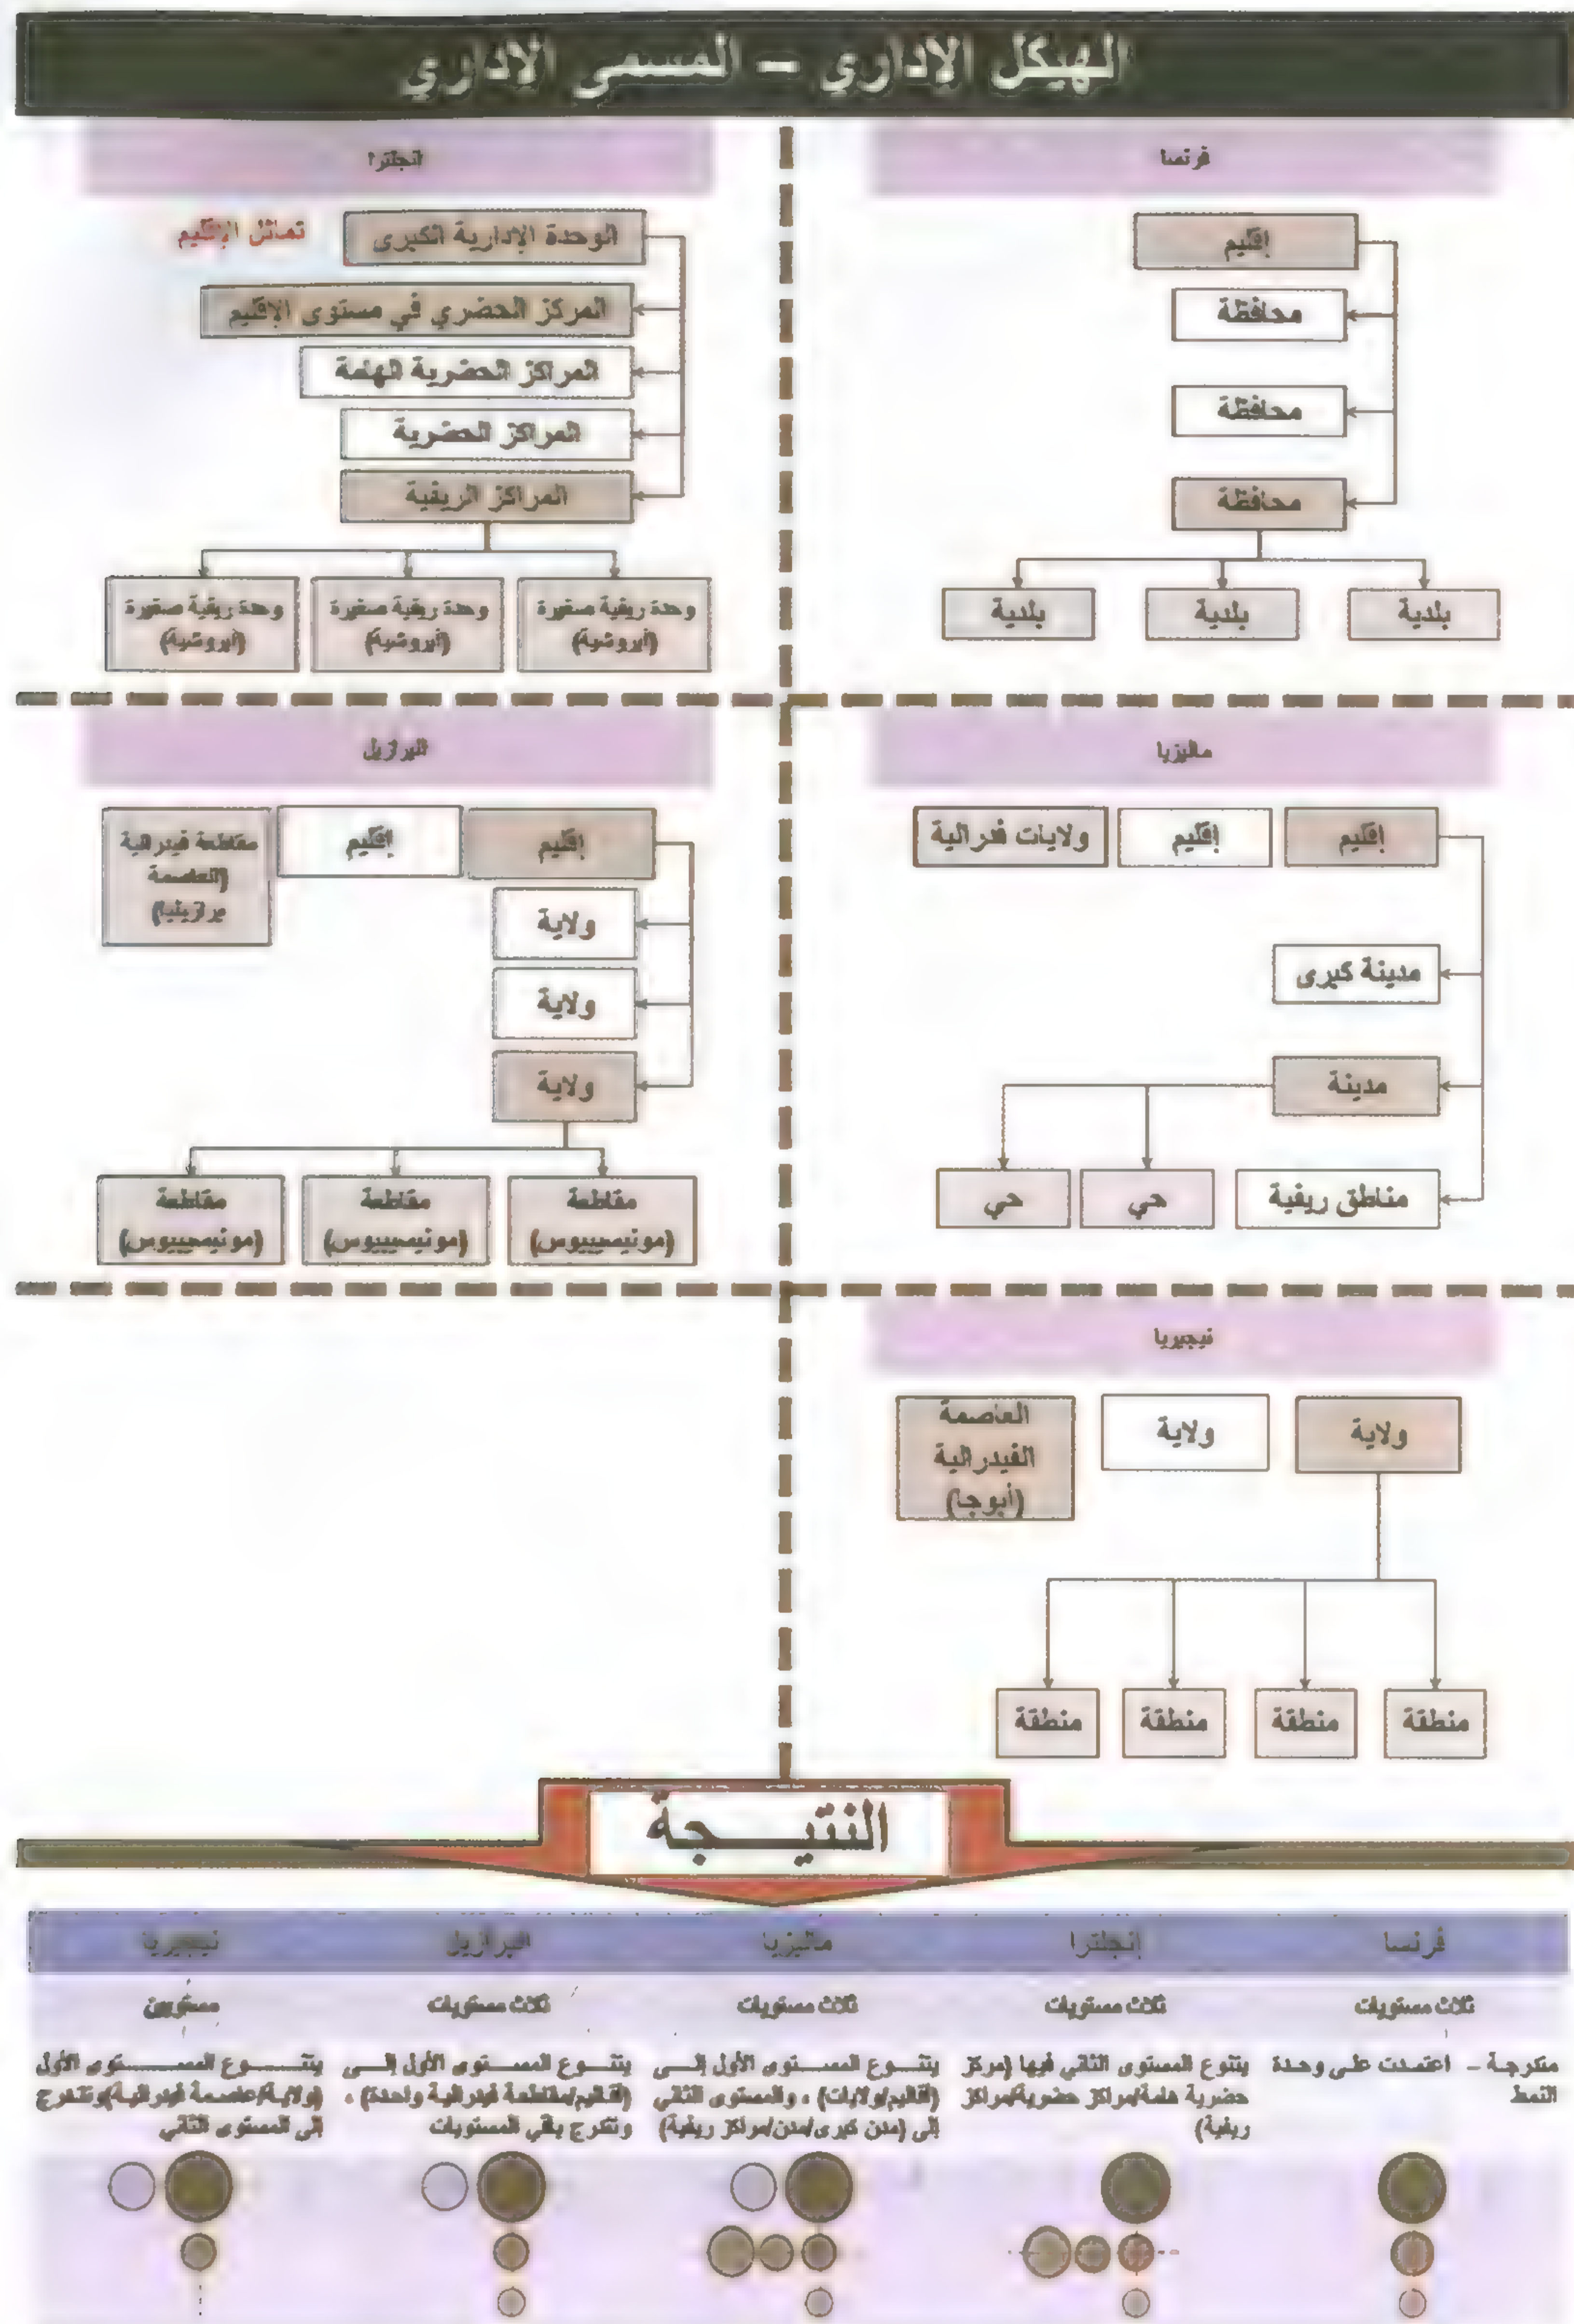 الهيكل الإداري – المسمى الإداري
فرنسا
إقليم
محافظة
محافظة
محافظة
بلدية
بلدية
بلدية
انجلترا
الوحدة الإدارية الكبرى
تماثل الإقليم
المركز الحضري في مستوى الإقليم
المراكز الحضرية الهامة
المراكز الحضرية
المراكز الريفية
وحدة ريفية صغيرة
(أبروشية)
وحدة ريفية صغيرة
(أبروشية)
وحدة ريفية صغيرة
(أبروشية)
ماليزيا
إقليم
إقليم
ولايات فدرالية
مدينة كبرى
مدينة
مناطق ريفية
حي
حي
البرازيل
إقليم
إقليم
مقاطعة فيدرالية
(العاصمة
برازيليا)
ولاية
ولاية
ولاية
مقاطعة
(مونيسيبيوس)
مقاطعة
(مونيسيبيوس)
مقاطعة
(مونيسيبيوس)
نيجيريا
ولاية
ولاية
العاصمة
الفيدرالية
(أبوجا)
منطقة
منطقة
منطقة
منطقة
النتيـــجة
فرنسا
ثلاث مستويات
متدرجة – اعتمدت على وحدة
النمط
إنجلترا
ثلاث مستويات
يتنوع المستوى الثاني فيها (مركز
حضرية هامة/مراكز حضرية/مراكز
ريفية)
ماليزيا
ثلاث مستويات
يتنوع المستوى الأول إلى
(أقاليم/ولايات) ، والمستوى الثاني
إلى (مدن كبرى/مدن/مراكز ريفية)
البرازيل
ثلاث مستويات
يتنوع المستوى الأول إلى
(أقاليم/مقاطعة فيدرالية واحدة) ،
وتتدرج باقي المستويات
نيجيريا
مستويين
يتنوع المستوى الأول
(ولاية/عاصمة فيدرالية)وتتدرج
إلى المستوى الثاني